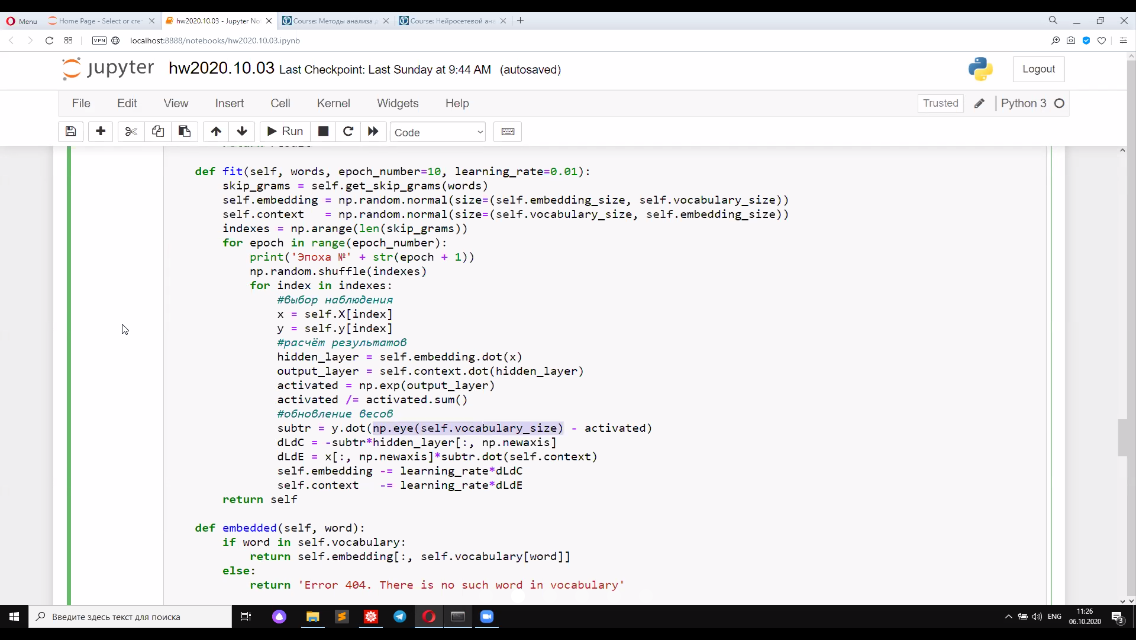 Menu
Home Page - Select or cre
hw2020.10.03 - Jupyter No
Course: Методы анализа д
Course: Нейросетевой ана
VPN
localhost:8888/notebooks/hw2020.10.03.ipynb
jupyter hw2020.10.03 Last Checkpoint: Last Sunday at 9:44 AM (autosaved)
Logout
File Edit View Insert Cell Kernel Widgets Help
Trusted Python 3
Run
Code
def fit(self, words, epoch_number=10, learning_rate=0.01):
skip_grams = self.get_skip_grams(words)
self.embedding = np.random.normal(size=(self.embedding_size, self.vocabulary_size))
self.context = np.random.normal(size=(self.vocabulary_size, self.embedding_size))
indexes = np.arange(len(skip_grams))
for epoch in range(epoch_number):
print('Эпоха №' + str(epoch + 1))
np.random.shuffle(indexes)
for index in indexes:
#выбор наблюдения
x = self.X[index]
y = self.y[index]
#расчёт результатов
hidden_layer = self.embedding.dot(x)
output_layer = self.context.dot(hidden_layer)
activated = np.exp(output_layer)
activated /= activated.sum()
#обновление весов
subtr = y.dot(np.eye(self.vocabulary_size) - activated)
dLdC = -subtr*hidden_layer[:, np.newaxis]
dLdE = x[:, np.newaxis]*subtr.dot(self.context)
self.embedding -= learning_rate*dLdC
self.context -= learning_rate*dLdE
return self
def embedded(self, word):
if word in self.vocabulary:
return self.embedding[:, self.vocabulary[word]]
else:
return 'Error 404. There is no such word in vocabulary'
Введите здесь текст для поиска
ENG
11:26
06.10.2020
3